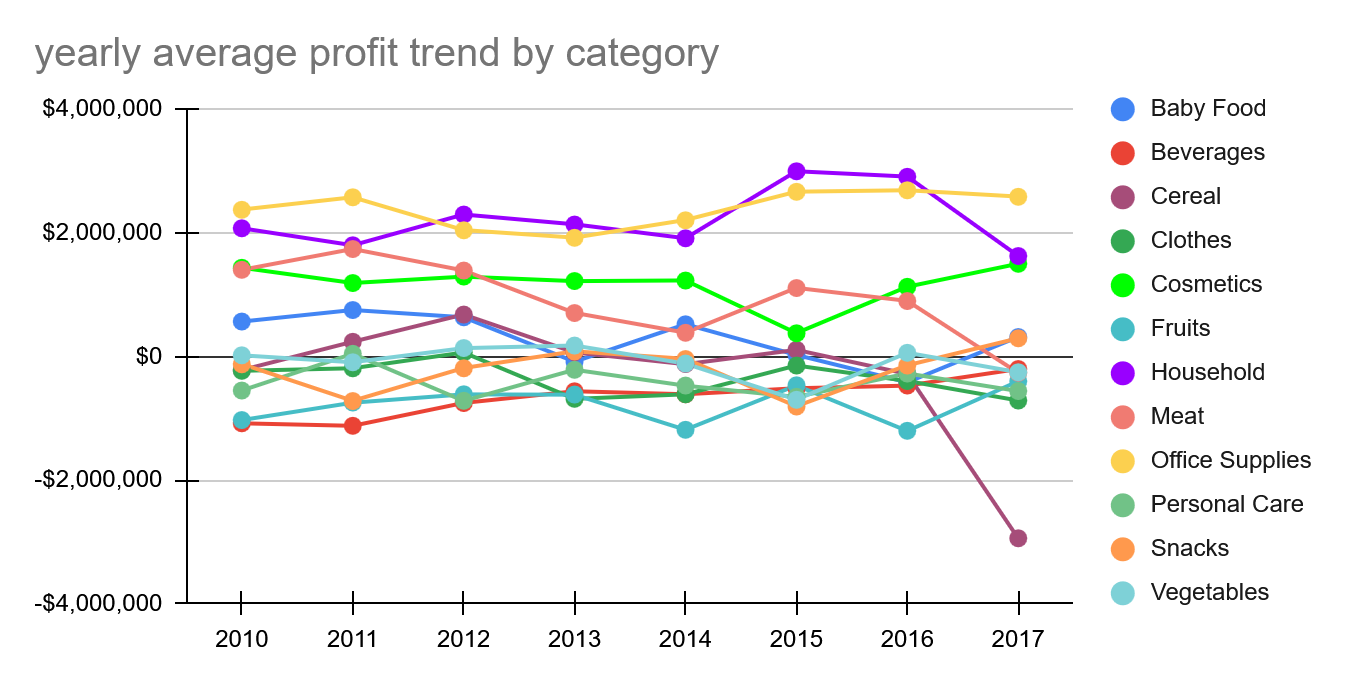 yearly average profit trend by category
$4,000,000
$2,000,000
$0
-$2,000,000
-$4,000,000
2010 2011 2012 2013 2014 2015 2016 2017
Baby Food
Beverages
Cereal
Clothes
Cosmetics
Fruits
Household
Meat
Office Supplies
Personal Care
Snacks
Vegetables